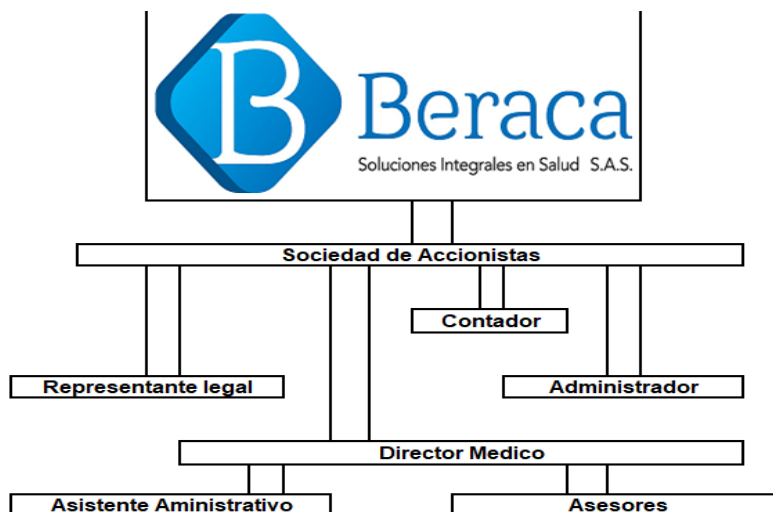 B
Beraca
Soluciones Integrales en Salud S.A.S.
Sociedad de Accionistas
Contador
Representante legal
Administrador
Director Medico
Asistente Aministrativo
Asesores